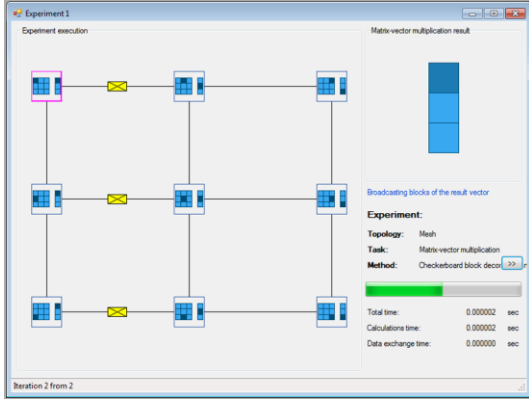 Experiment 1
Experiment execution
Matrix-vector multiplication result
Broadcasting blocks of the result vector
Experiment:
Topology: Mesh
Task: Matrix-vector multiplication
Method: Checkerboard block decor >>
Total time: 0.000002 sec
Calculations time: 0.000002 sec
Data exchange time: 0.000000 sec
Iteration 2 from 2